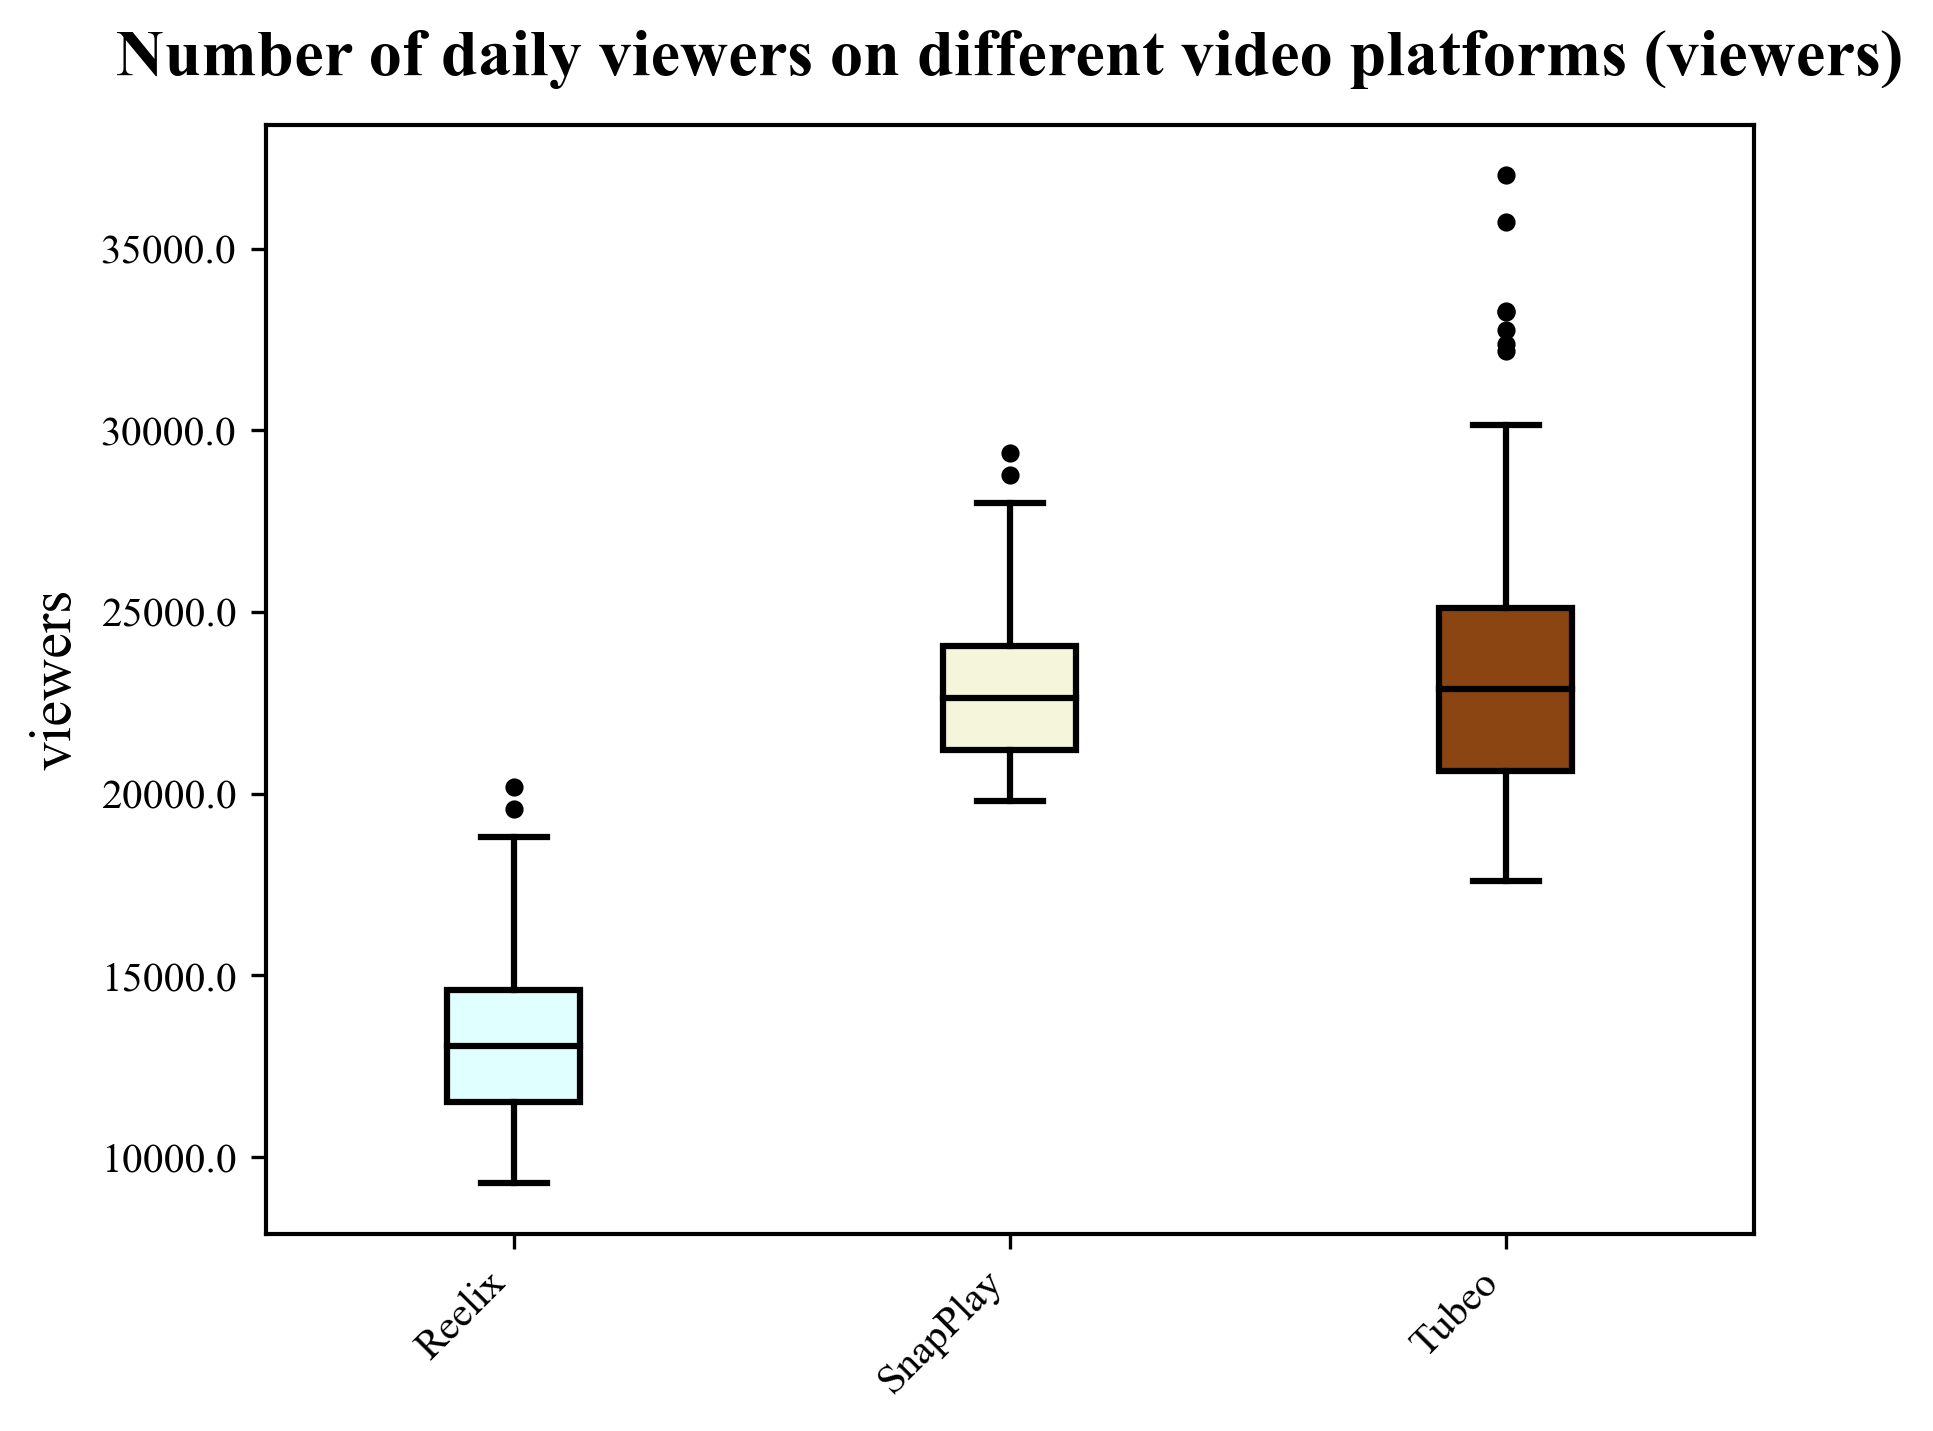 Number of daily viewers on different video platforms (viewers)
35000.0
30000.0
25000.0
20000.0
15000.0
10000.0
viewers
Reelix
SnapPlay
Tubeo